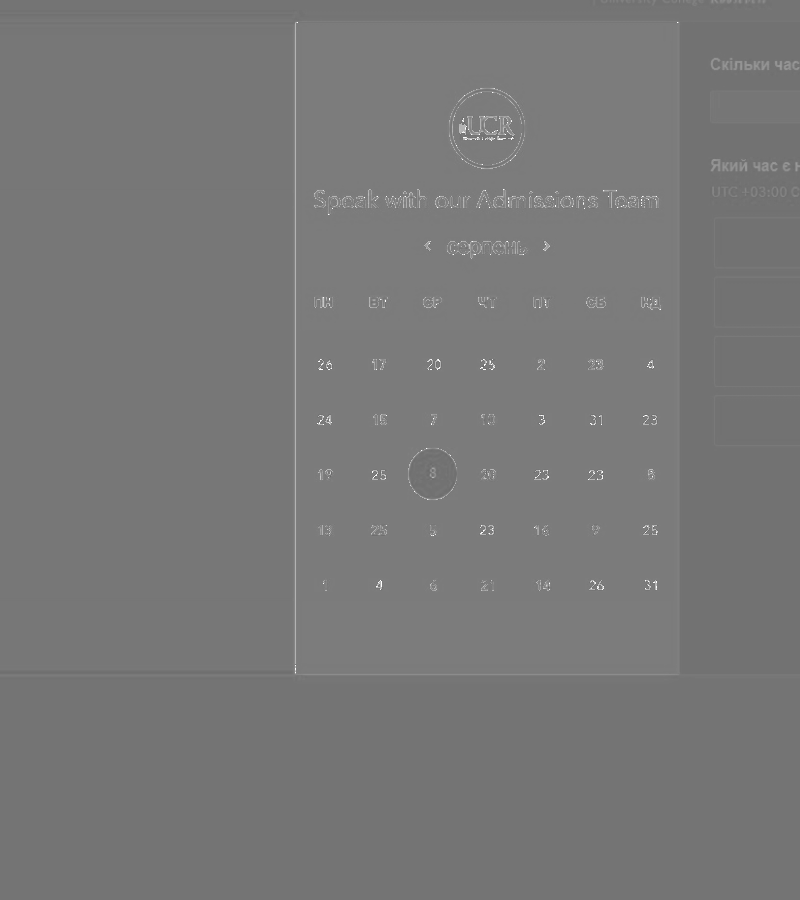 University College
Скільки час
UCR
Який час є н
UTC +03:00
Speak with our Admissions Team
< серпень >
ПН ВТ СР ЧТ ПТ СБ НД
26 17 20 25 2 23 4
24 15 7 10 3 31 23
19 25 8 20 23 23 8
13 25 5 23 16 9 25
1 4 6 21 14 26 31